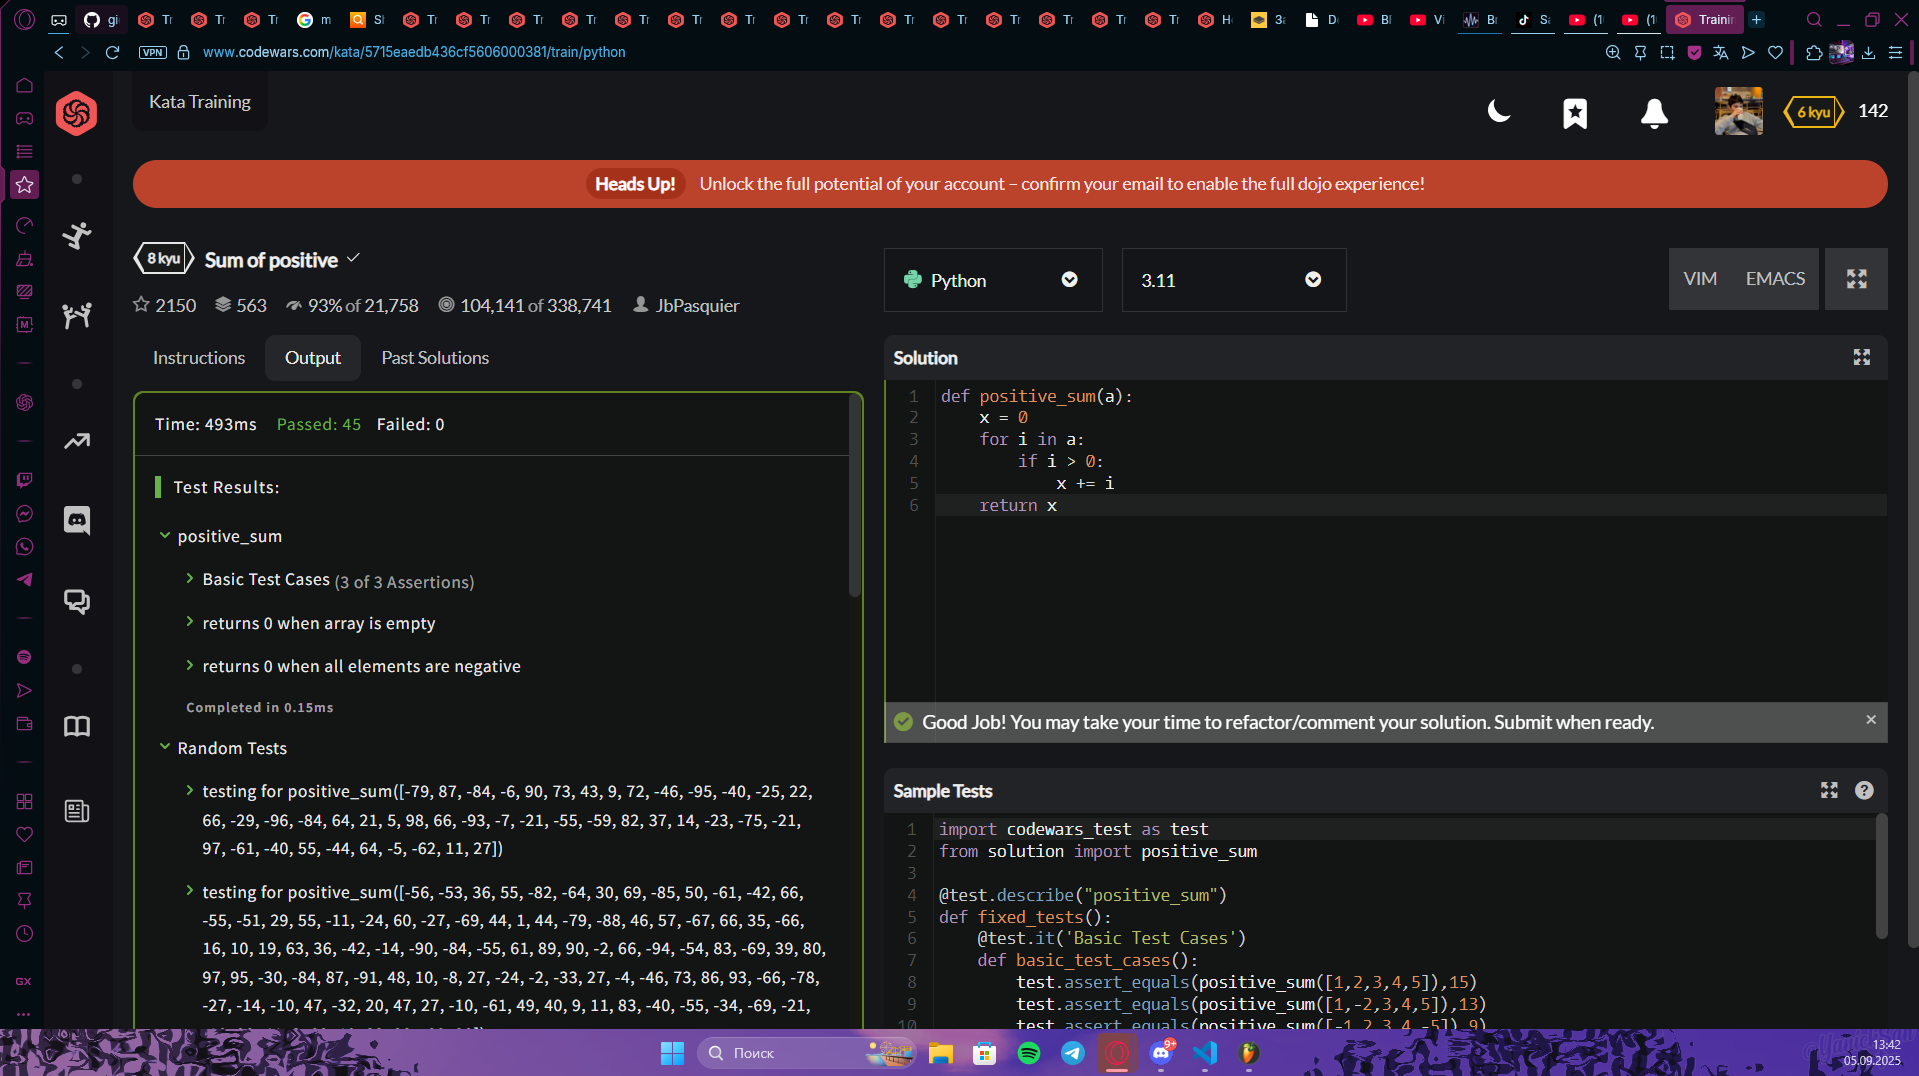 VPN
www.codewars.com/kata/5715eaedb436cf5606000381/train/python
Kata Training
6 kyu
142
Heads Up! Unlock the full potential of your account – confirm your email to enable the full dojo experience!
8 kyu
Sum of positive
2150
563
93% of 21,758
104,141 of 338,741
JbPasquier
Python
3.11
VIM
EMACS
Instructions
Output
Past Solutions
Time: 493ms Passed: 45 Failed: 0
Test Results:
positive_sum
Basic Test Cases (3 of 3 Assertions)
returns 0 when array is empty
returns 0 when all elements are negative
Completed in 0.15ms
Random Tests
testing for positive_sum([-79, 87, -84, -6, 90, 73, 43, 9, 72, -46, -95, -40, -25, 22,
66, -29, -96, -84, 64, 21, 5, 98, 66, -93, -7, -21, -55, -59, 82, 37, 14, -23, -75, -21,
97, -61, -40, 55, -44, 64, -5, -62, 11, 27])
testing for positive_sum([-56, -53, 36, 55, -82, -64, 30, 69, -85, 50, -61, -42, 66,
-55, -51, 29, 55, -11, -24, 60, -27, -69, 44, 1, 44, -79, -88, 46, 57, -67, 66, 35, -66,
16, 10, 19, 63, 36, -42, -14, -90, -84, -55, 61, 89, 90, -2, 66, -94, -54, 83, -69, 39, 80,
97, 95, -30, -84, 87, -91, 48, 10, -8, 27, -24, -2, -33, 27, -4, -46, 73, 86, 93, -66, -78,
-27, -14, -10, 47, -32, 20, 47, 27, -10, -61, 49, 40, 9, 11, 83, -40, -55, -34, -69, -21,
Solution
1 def positive_sum(a):
2 x = 0
3 for i in a:
4 if i > 0:
5 x += i
6 return x
Good Job! You may take your time to refactor/comment your solution. Submit when ready.
Sample Tests
1 import codewars_test as test
2 from solution import positive_sum
3
4 @test.describe("positive_sum")
5 def fixed_tests():
6 @test.it('Basic Test Cases')
7 def basic_test_cases():
8 test.assert_equals(positive_sum([1,2,3,4,5]),15)
9 test.assert_equals(positive_sum([1,-2,3,4,5]),13)
10 test.assert_equals(positive_sum([-1,2,3,4,-5]),9)
GX
Поиск
9+
13:42
05.09.2025